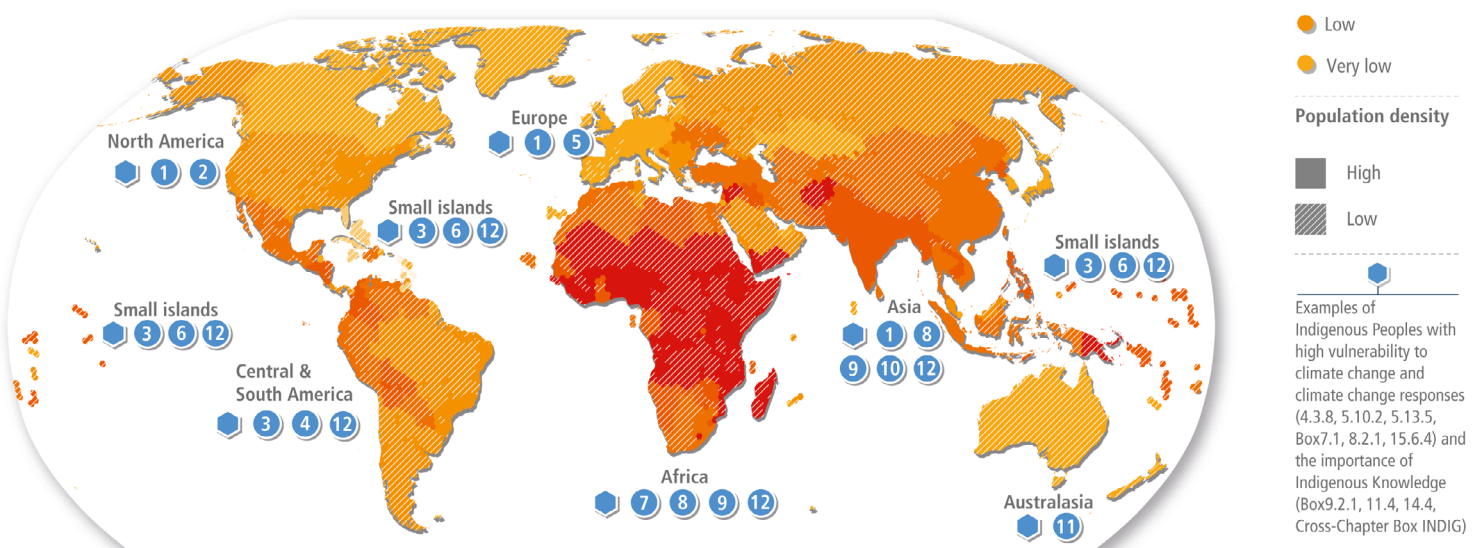 Low
Very low
Population density
High
Low
Examples of
Indigenous Peoples with
high vulnerability to
climate change and
climate change responses
(4.3.8, 5.10.2, 5.13.5,
Box7.1, 8.2.1, 15.6.4) and
the importance of
Indigenous Knowledge
(Box9.2.1, 11.4, 14.4,
Cross-Chapter Box INDIG)
Europe
1 5
North America
1 2
Small islands
3 6 12
Small islands
3 6 12
Small islands
3 6 12
Asia
1 8
9 10 12
Central &
South America
3 4 12
Africa
7 8 9 12
Australasia
11